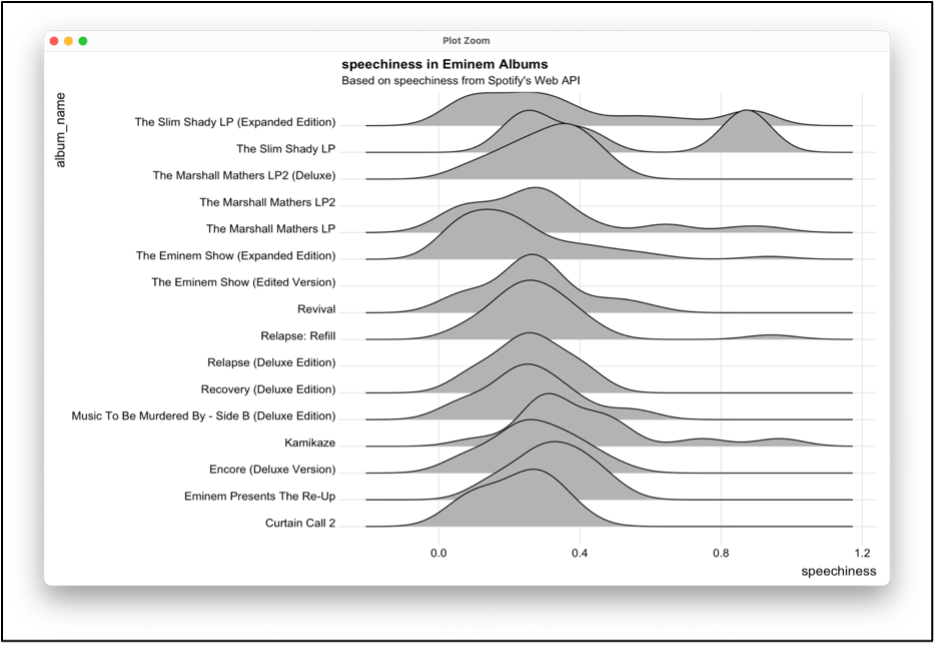 Plot Zoom
speechiness in Eminem Albums
Based on speechiness from Spotify's Web API
album_name
The Slim Shady LP (Expanded Edition)
The Slim Shady LP
The Marshall Mathers LP2 (Deluxe)
The Marshall Mathers LP2
The Marshall Mathers LP
The Eminem Show (Expanded Edition)
The Eminem Show (Edited Version)
Revival
Relapse: Refill
Relapse (Deluxe Edition)
Recovery (Deluxe Edition)
Music To Be Murdered By - Side B (Deluxe Edition)
Kamikaze
Encore (Deluxe Version)
Eminem Presents The Re-Up
Curtain Call 2
0.0 0.4 0.8 1.2
speechiness